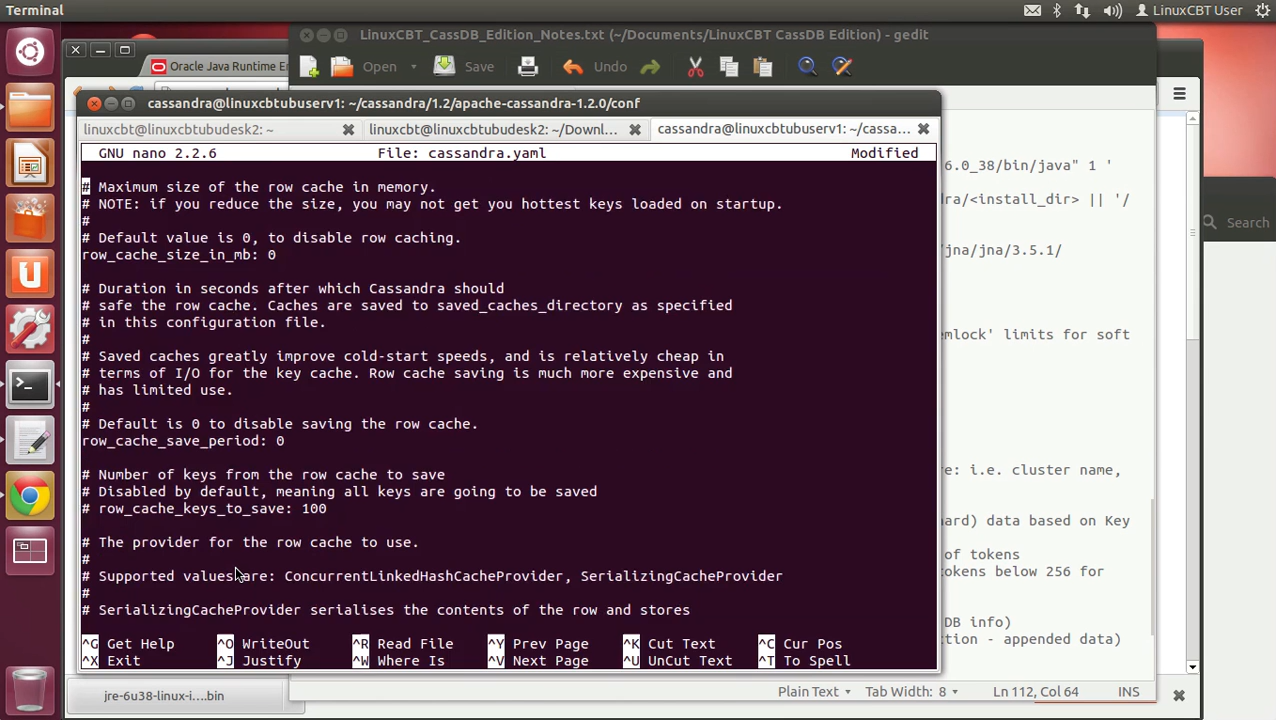 Terminal
LinuxCBT User
LinuxCBT_CassDB_Edition_Notes.txt (~/Documents/LinuxCBT CassDB Edition) - gedit
Oracle Java Runtime En
Open
Save
Undo
cassandra@linuxcbtubuserv1: ~/cassandra/1.2/apache-cassandra-1.2.0/conf
linuxcbt@linuxcbtubudesk2: ~
linuxcbt@linuxcbtubudesk2: ~/Downl...
cassandra@linuxcbtubuserv1: ~/cassa...
GNU nano 2.2.6 File: cassandra.yaml Modified
# Maximum size of the row cache in memory.
# NOTE: if you reduce the size, you may not get you hottest keys loaded on startup.
#
# Default value is 0, to disable row caching.
row_cache_size_in_mb: 0
# Duration in seconds after which Cassandra should
# safe the row cache. Caches are saved to saved_caches_directory as specified
# in this configuration file.
#
# Saved caches greatly improve cold-start speeds, and is relatively cheap in
# terms of I/O for the key cache. Row cache saving is much more expensive and
# has limited use.
#
# Default is 0 to disable saving the row cache.
row_cache_save_period: 0
# Number of keys from the row cache to save
# Disabled by default, meaning all keys are going to be saved
# row_cache_keys_to_save: 100
# The provider for the row cache to use.
#
# Supported values are: ConcurrentLinkedHashCacheProvider, SerializingCacheProvider
#
# SerializingCacheProvider serialises the contents of the row and stores
^G Get Help ^O WriteOut ^R Read File ^Y Prev Page ^K Cut Text ^C Cur Pos
^X Exit ^J Justify ^W Where Is ^V Next Page ^U UnCut Text ^T To Spell
6.0_38/bin/java" 1 '
dra/<install_dir> || '/
/jna/jna/3.5.1/
emlock' limits for soft
re: i.e. cluster name,
ard) data based on Key
of tokens
tokens below 256 for
DB info)
tion - appended data)
Search
Plain Text Tab Width: 8 Ln 112, Col 64 INS
jre-6u38-linux-i....bin